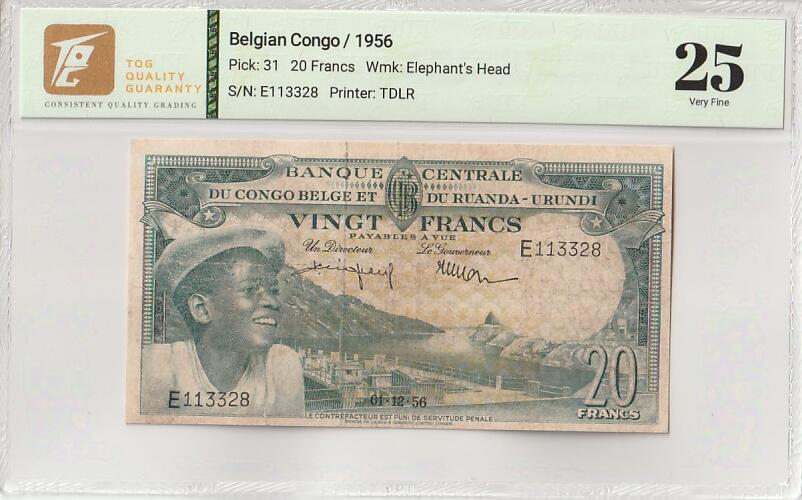 TQG
QUALITY
GUARANTY
CONSISTENT QUALITY GRADING
Belgian Congo / 1956
Pick: 31 20 Francs Wmk: Elephant's Head
S/N: E113328 Printer: TDLR
25
Very Fine
BANQUE CENTRALE
DU CONGO BELGE ET DU RUANDA-URUNDI
VINGT FRANCS
PAYABLES A VUE
Un Directeur Le Gouverneur
E113328
E113328
01-12-56
20
FRANCS
LE CONTREFACTEUR EST PUNI DE SERVITUDE PÉNALE